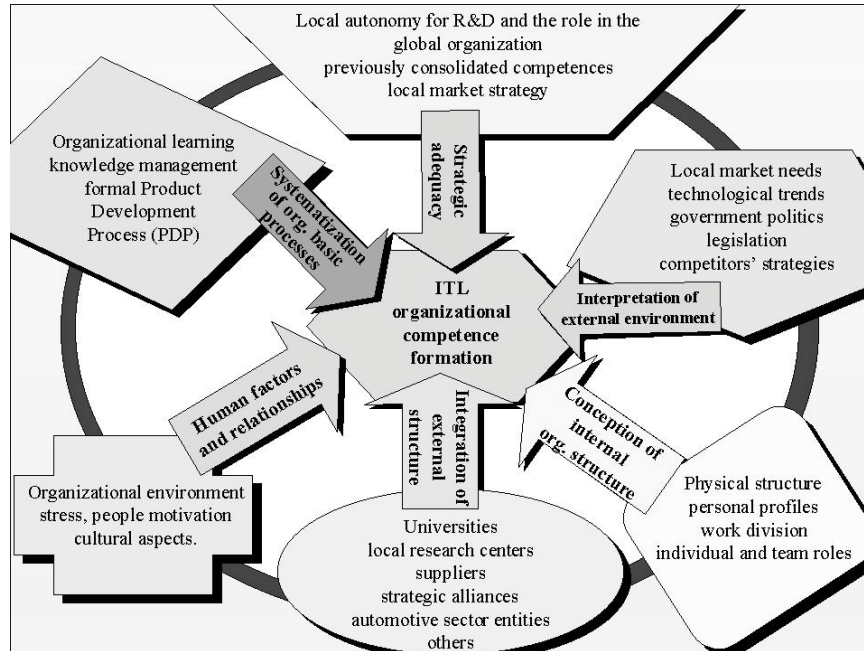 Local autonomy for R&D and the role in the
global organization
previously consolidated competences
local market strategy
Organizational learning
knowledge management
formal Product
Development
Process (PDP)
Systematization
of org. basic
processes
Strategic
adequacy
Local market needs
technological trends
government politics
legislation
competitors’ strategies
Interpretation of
external environment
ITL
organizational
competence
formation
Human factors
and relationships
Integration of
external
structure
Conception of
internal
org. structure
Organizational environment
stress, people motivation
cultural aspects.
Universities
local research centers
suppliers
strategic alliances
automotive sector entities
others
Physical structure
personal profiles
work division
individual and team roles